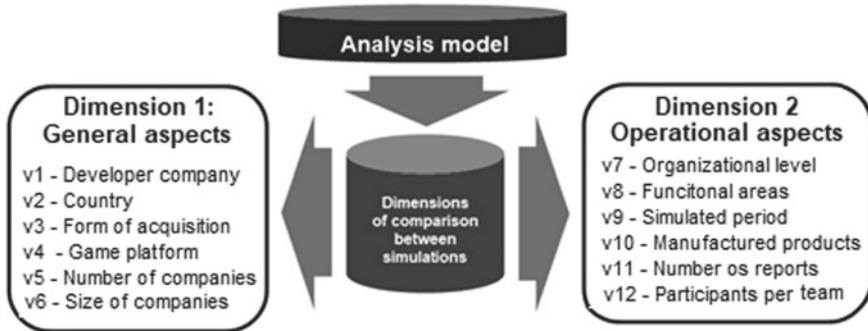 Analysis model
Dimension 1:
General aspects
v1 - Developer company
v2 - Country
v3 - Form of acquisition
v4 - Game platform
v5 - Number of companies
v6 - Size of companies
Dimensions
of comparison
between
simulations
Dimension 2
Operational aspects
v7 - Organizational level
v8 - Funcitonal areas
v9 - Simulated period
v10 - Manufactured products
v11 - Number os reports
v12 - Participants per team